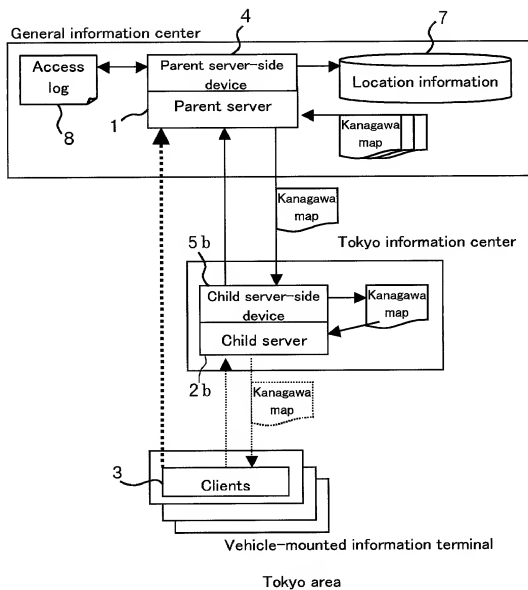 General information center
4
7
Access
log
Parent server-side
device
Location information
8
1
Parent server
Kanagawa
map
Kanagawa
map
5b
Tokyo information center
Child server-side
device
Kanagawa
map
Child server
2b
Kanagawa
map
3
Clients
Vehicle-mounted information terminal
Tokyo area